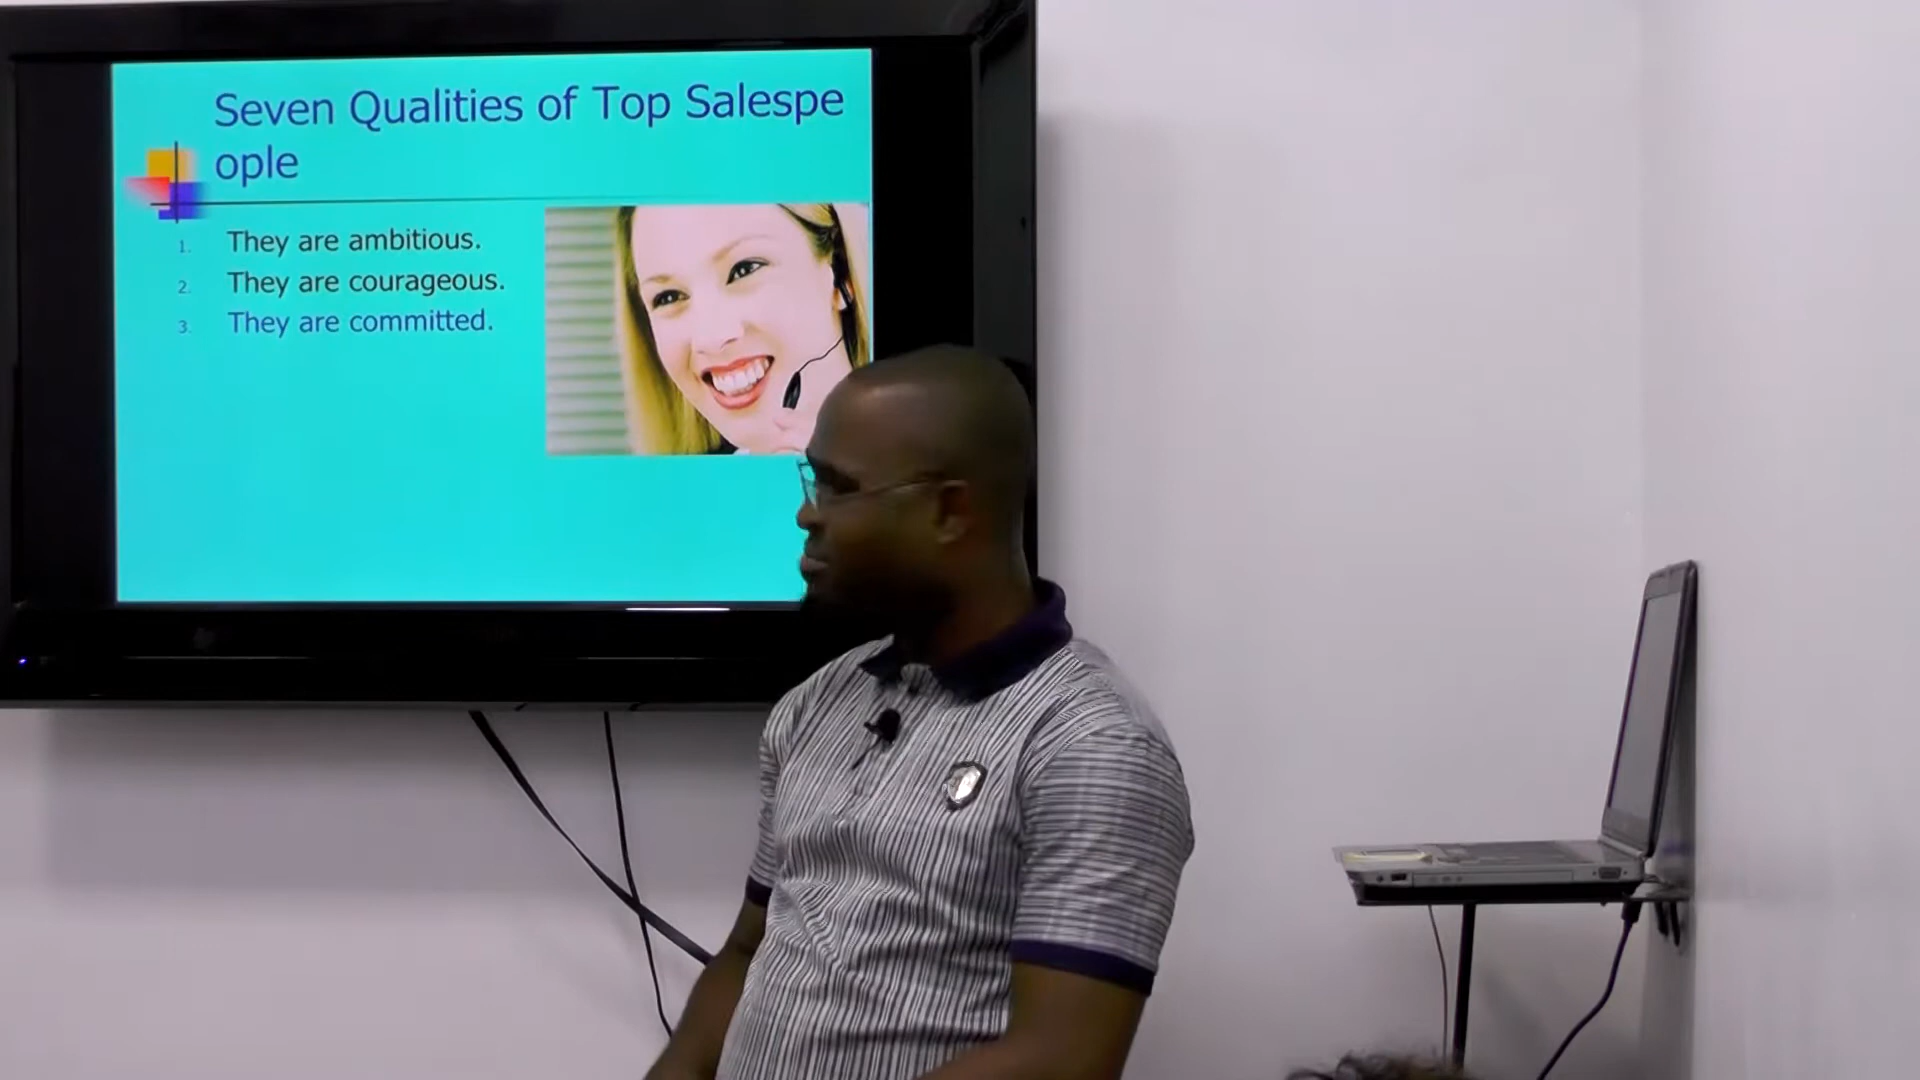 Seven Qualities of Top Salespe
ople
1. They are ambitious.
2. They are courageous.
3. They are committed.